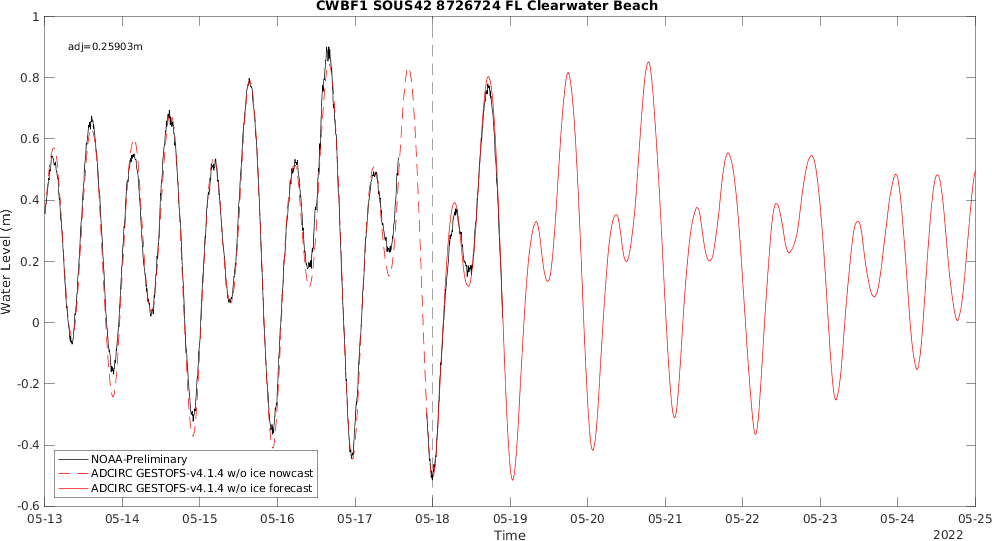 CWBF1 SOUS42 8726724 FL Clearwater Beach
adj=0.25903m
Water Level (m)
1
0.8
0.6
0.4
0.2
0
-0.2
-0.4
-0.6
NOAA-Preliminary
ADCIRC GESTOFS-v4.1.4 w/o ice nowcast
ADCIRC GESTOFS-v4.1.4 w/o ice forecast
05-13 05-14 05-15 05-16 05-17 05-18 05-19 05-20 05-21 05-22 05-23 05-24 05-25
Time
2022